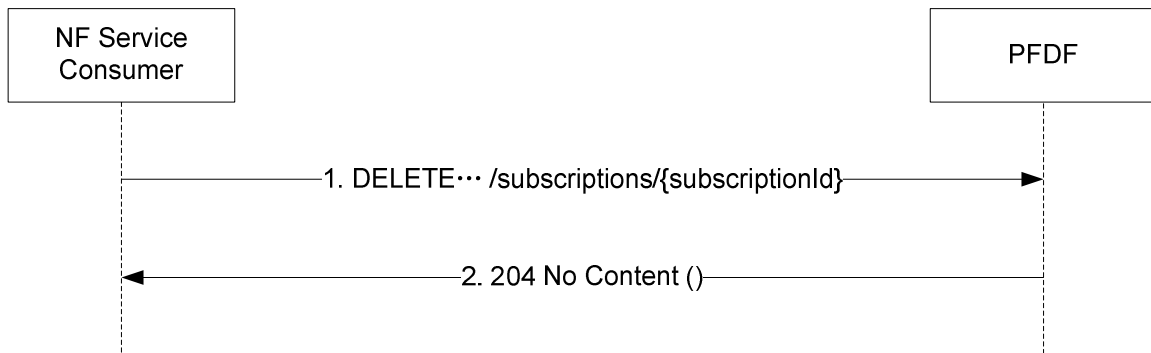 NF Service
Consumer
PFDF
1. DELETE··· /subscriptions/{subscriptionId}
2. 204 No Content ()